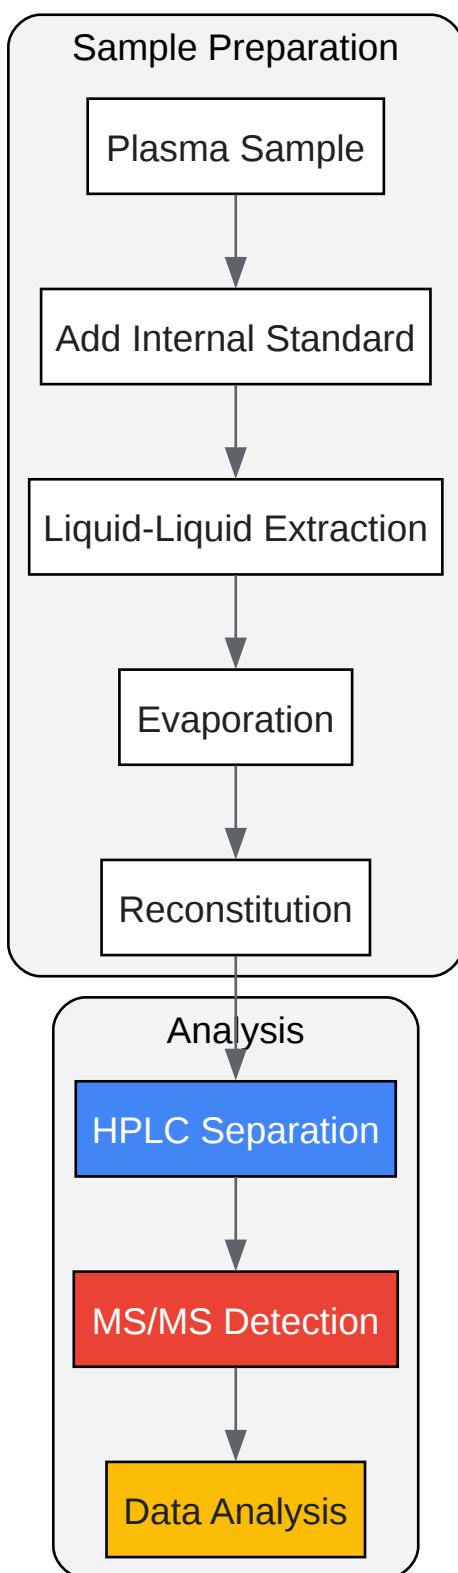 Sample Preparation
Plasma Sample
Add Internal Standard
Liquid-Liquid Extraction
Evaporation
Reconstitution
Analysis
HPLC Separation
MS/MS Detection
Data Analysis